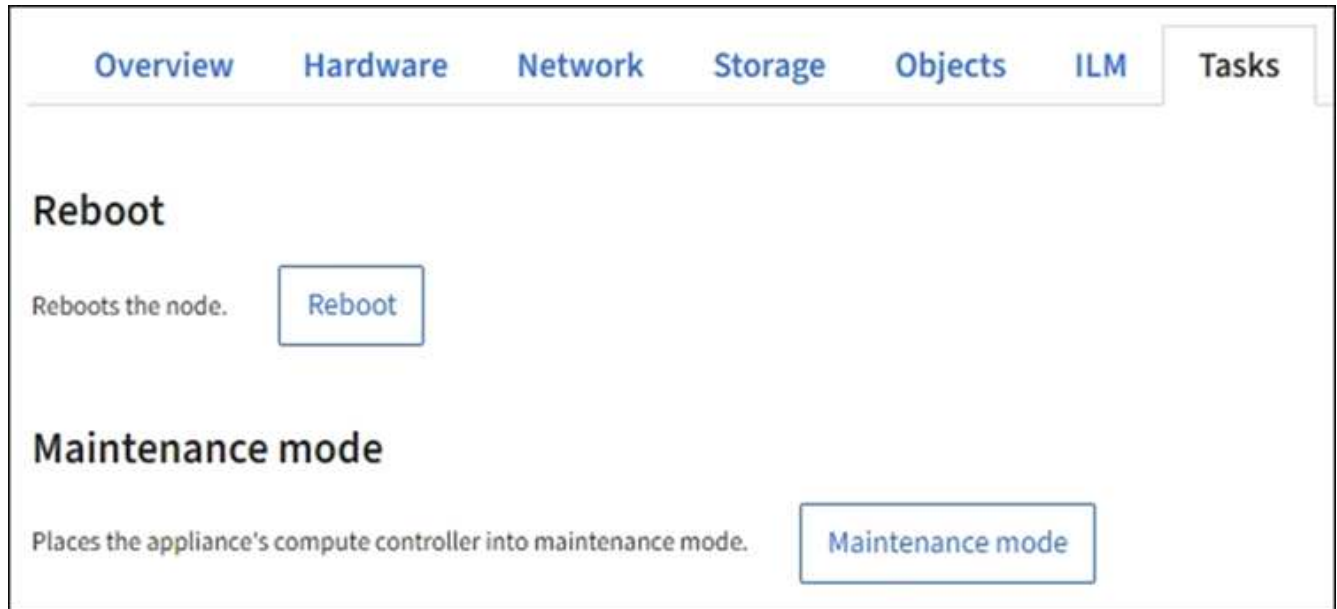 Overview Hardware Network Storage Objects ILM Tasks
Reboot
Reboots the node. Reboot
Maintenance mode
Places the appliance's compute controller into maintenance mode. Maintenance mode